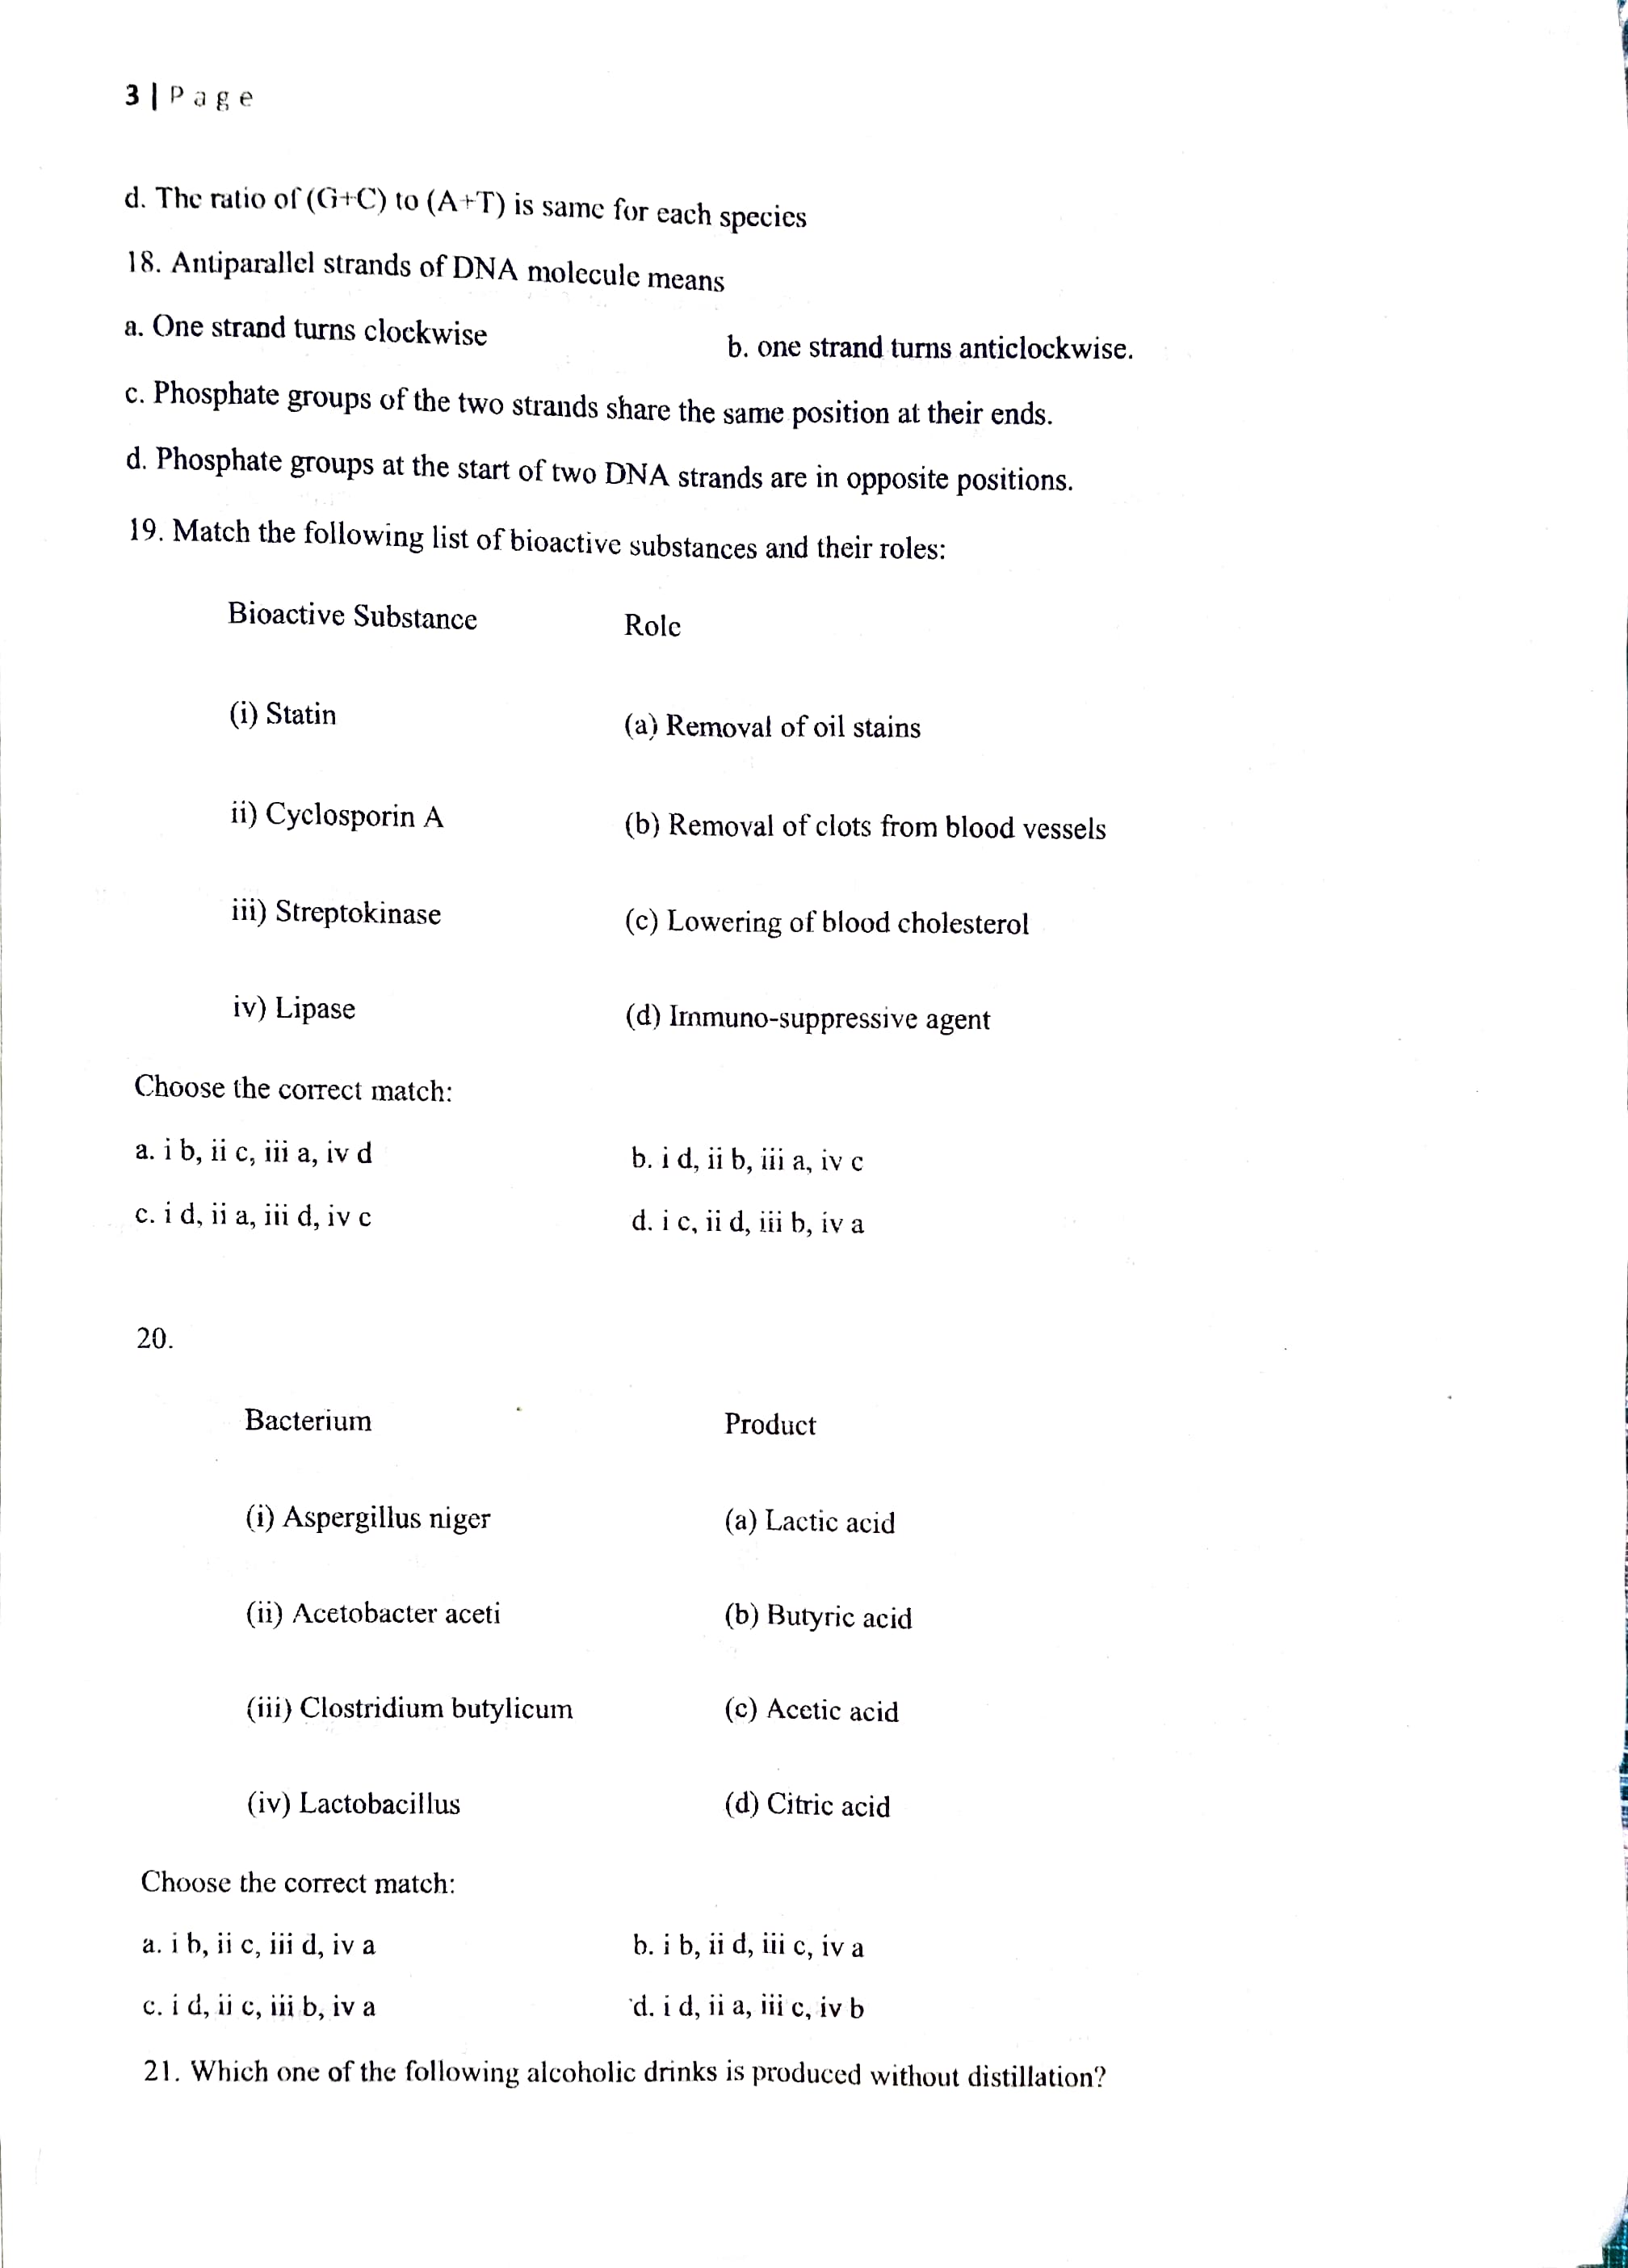 3 | P a g e
d. The ratio of (G+C) to (A+T) is same for each species
18. Antiparallel strands of DNA molecule means
a. One strand turns clockwise b. one strand turns anticlockwise.
c. Phosphate groups of the two strands share the same position at their ends.
d. Phosphate groups at the start of two DNA strands are in opposite positions.
19. Match the following list of bioactive substances and their roles:
Bioactive Substance Role
(i) Statin (a) Removal of oil stains
ii) Cyclosporin A (b) Removal of clots from blood vessels
iii) Streptokinase (c) Lowering of blood cholesterol
iv) Lipase (d) Immuno-suppressive agent
Choose the correct match:
a. i b, ii c, iii a, iv d b. i d, ii b, iii a, iv c
c. i d, ii a, iii d, iv c d. i c, ii d, iii b, iv a
20.
Bacterium Product
(i) Aspergillus niger (a) Lactic acid
(ii) Acetobacter aceti (b) Butyric acid
(iii) Clostridium butylicum (c) Acetic acid
(iv) Lactobacillus (d) Citric acid
Choose the correct match:
a. i b, ii c, iii d, iv a b. i b, ii d, iii c, iv a
c. i d, ii c, iii b, iv a d. i d, ii a, iii c, iv b
21. Which one of the following alcoholic drinks is produced without distillation?